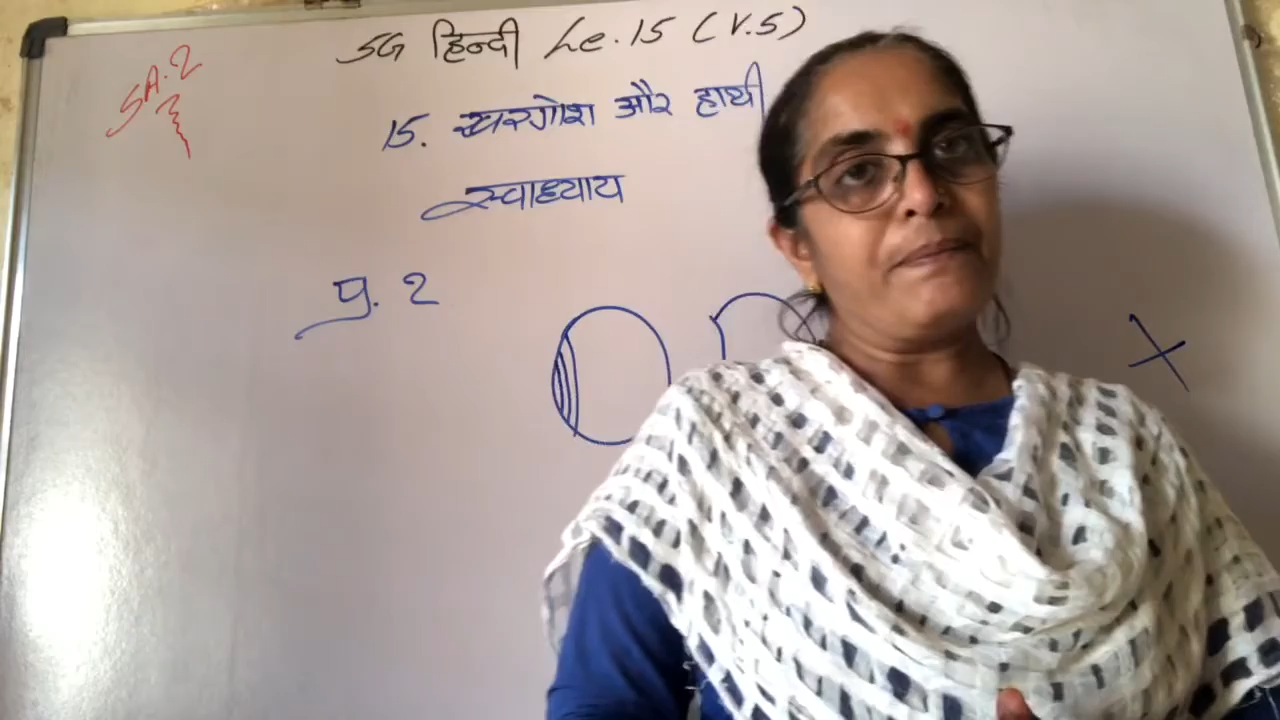 SA.2
5G हिन्दी Le.15 (V.5)
15. खरगोश और हाथी
स्वाध्याय
प्र. 2